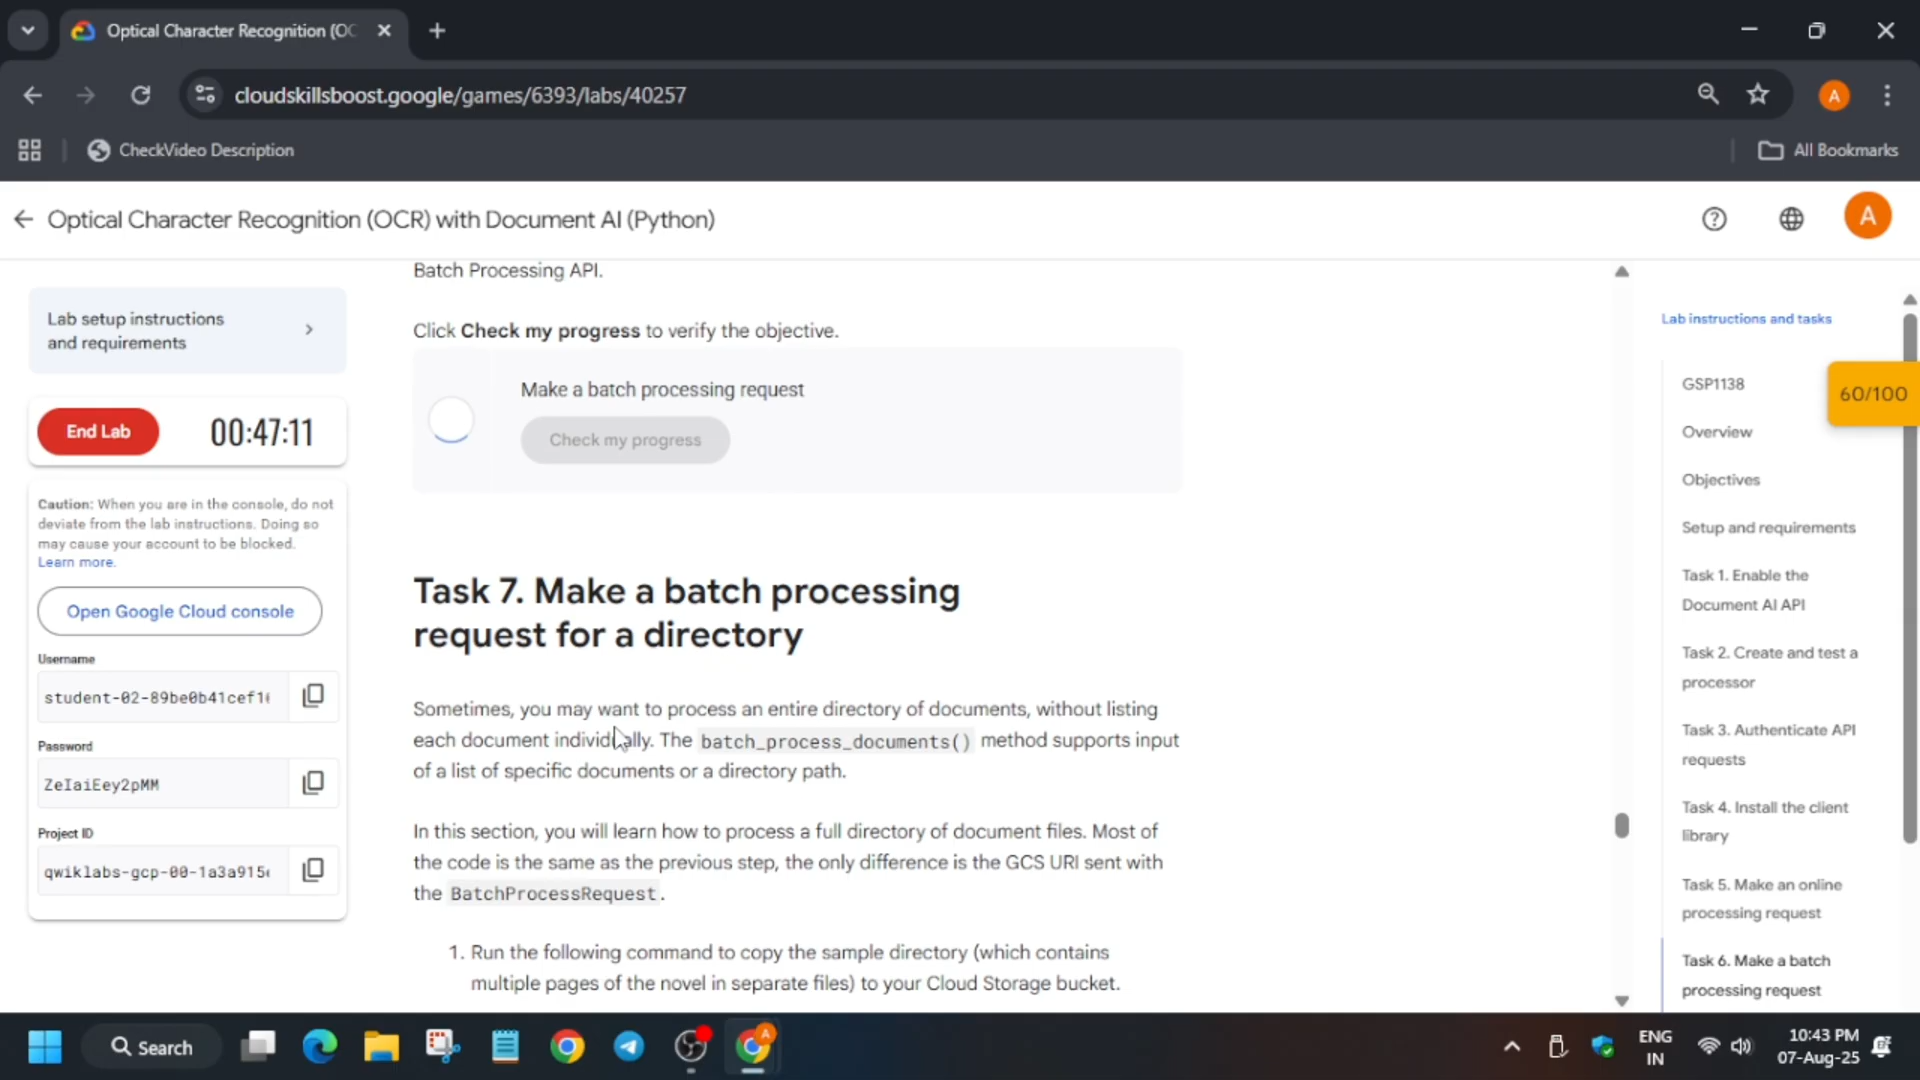 Optical Character Recognition (OC
cloudskillsboost.google/games/6393/labs/40257
CheckVideo Description
All Bookmarks
A
Optical Character Recognition (OCR) with Document AI (Python)
A
Lab setup instructions
and requirements
End Lab
00:47:11
Caution: When you are in the console, do not
deviate from the lab instructions. Doing so
may cause your account to be blocked.
Learn more.
Open Google Cloud console
Username
student-02-89be0b41cef1
Password
ZeIaiEey2pMM
Project ID
qwiklabs-gcp-00-1a3a915
Batch Processing API.
Click Check my progress to verify the objective.
Make a batch processing request
Check my progress
Task 7. Make a batch processing
request for a directory
Sometimes, you may want to process an entire directory of documents, without listing
each document individually. The batch_process_documents() method supports input
of a list of specific documents or a directory path.
In this section, you will learn how to process a full directory of document files. Most of
the code is the same as the previous step, the only difference is the GCS URI sent with
the BatchProcessRequest.
1. Run the following command to copy the sample directory (which contains
multiple pages of the novel in separate files) to your Cloud Storage bucket.
Lab instructions and tasks
GSP1138
60/100
Overview
Objectives
Setup and requirements
Task 1. Enable the
Document AI API
Task 2. Create and test a
processor
Task 3. Authenticate API
requests
Task 4. Install the client
library
Task 5. Make an online
processing request
Task 6. Make a batch
processing request
Search
A
ENG
IN
10:43 PM
07-Aug-25